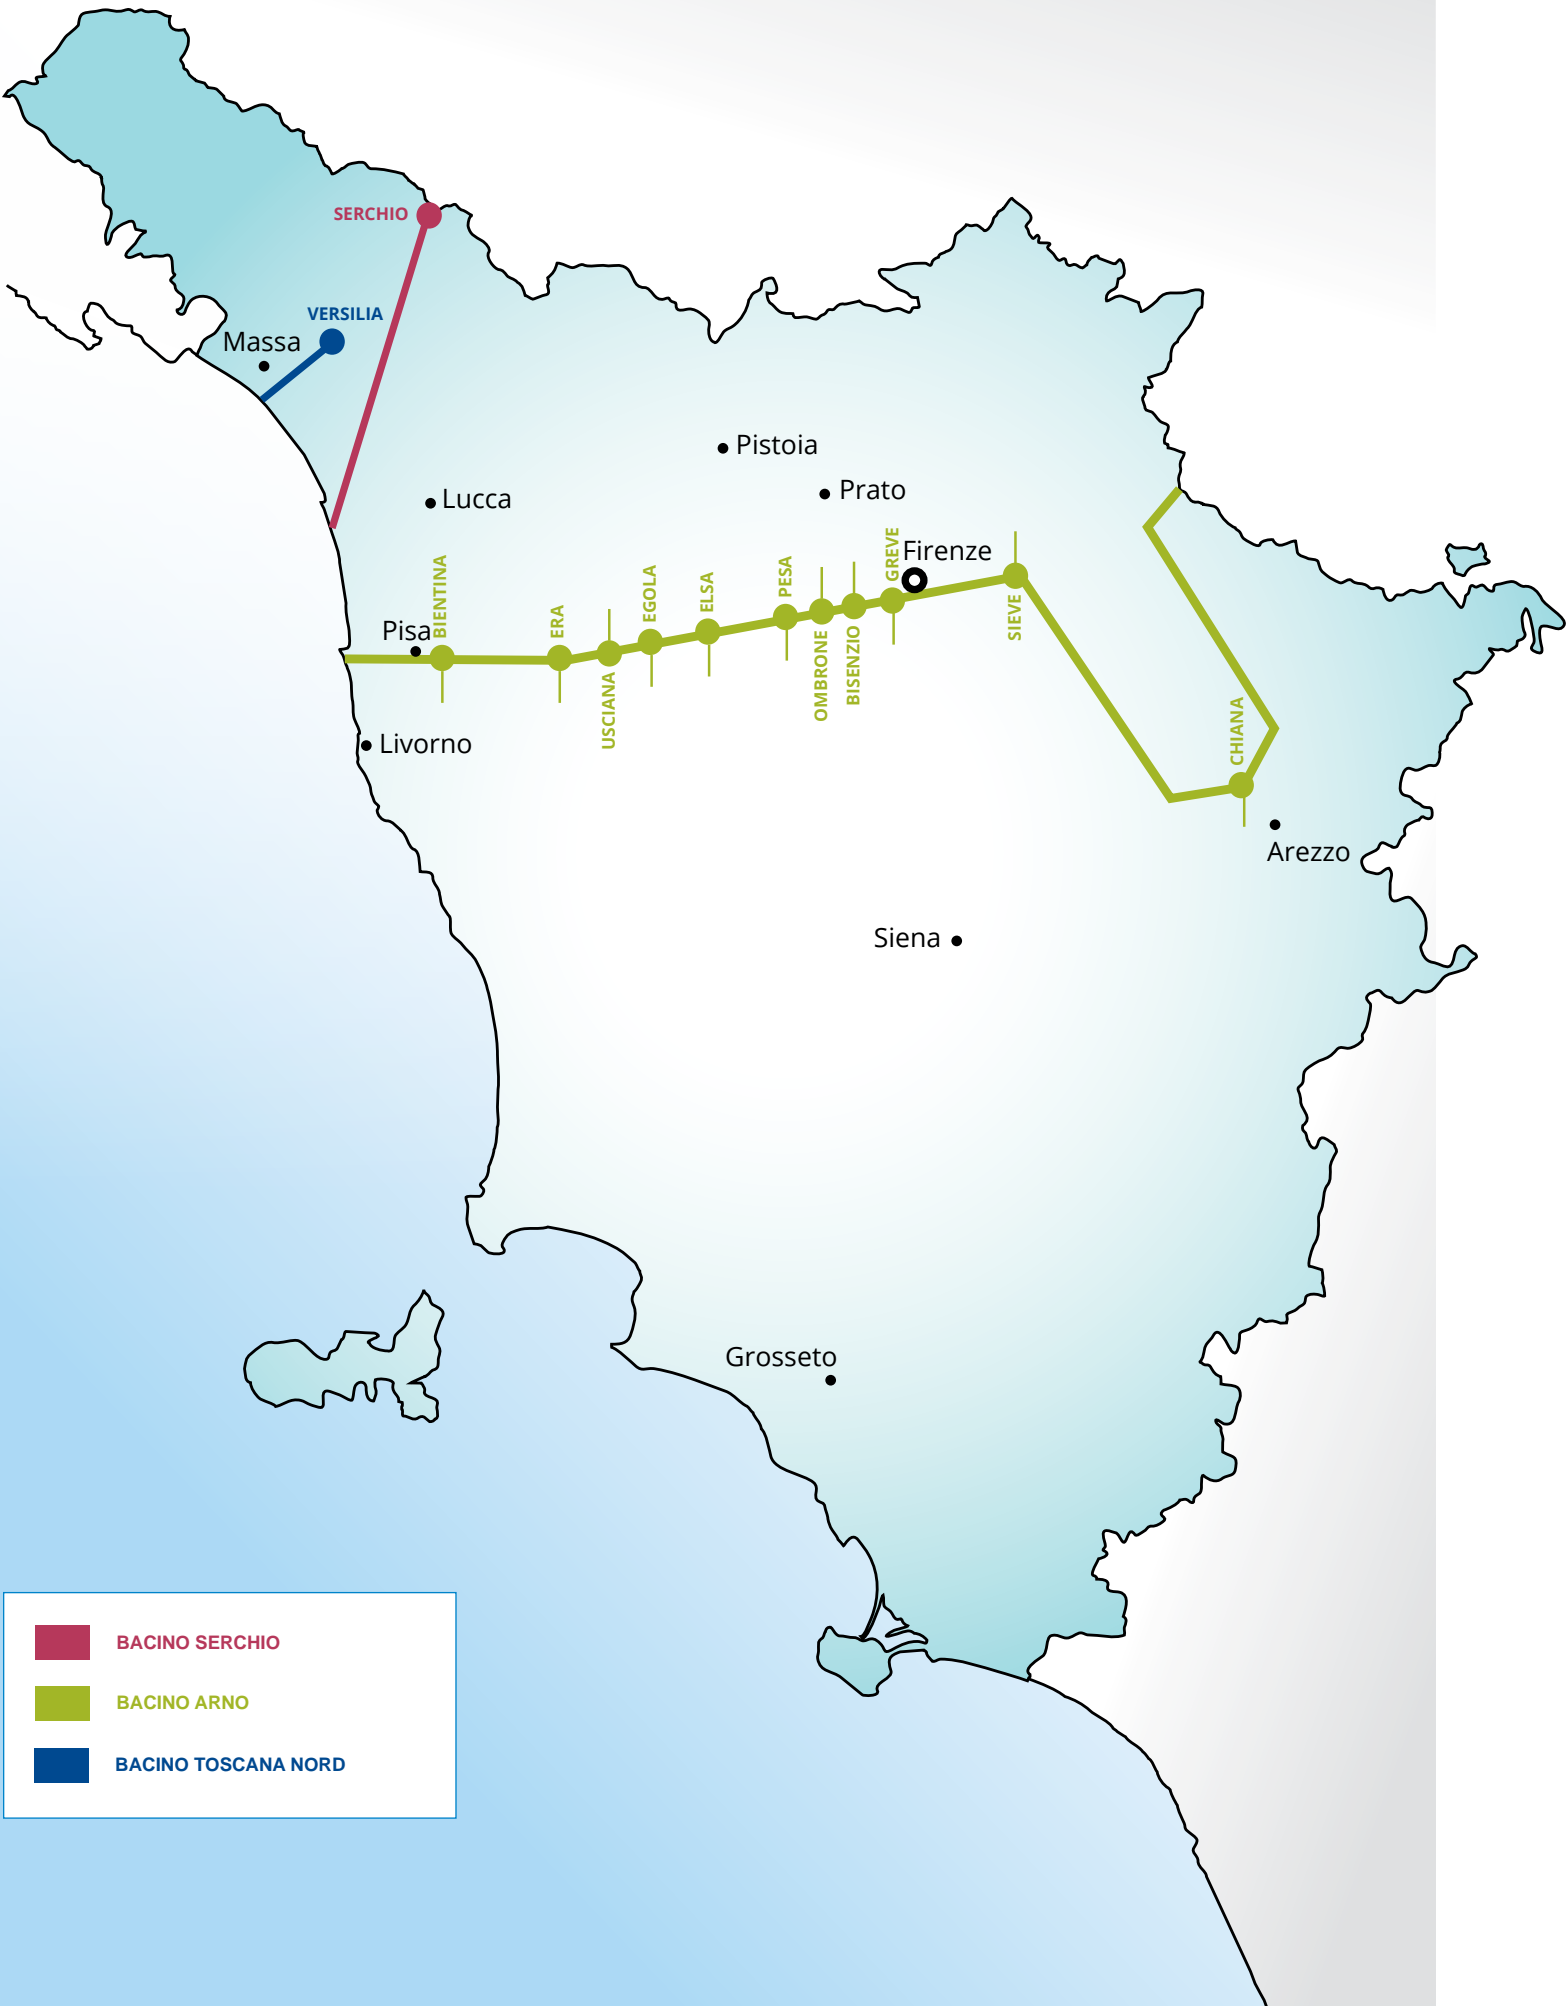 SERCHIO
VERSILIA
Massa
Pistoia
Prato
Lucca
Firenze
GREVE
BIENTINA
PESA
EGOLA
ELSA
ERA
SIEVE
Pisa
OMBRONE
BISENZIO
USCIANA
CHIANA
Livorno
Arezzo
Siena
Grosseto
BACINO SERCHIO
BACINO ARNO
BACINO TOSCANA NORD